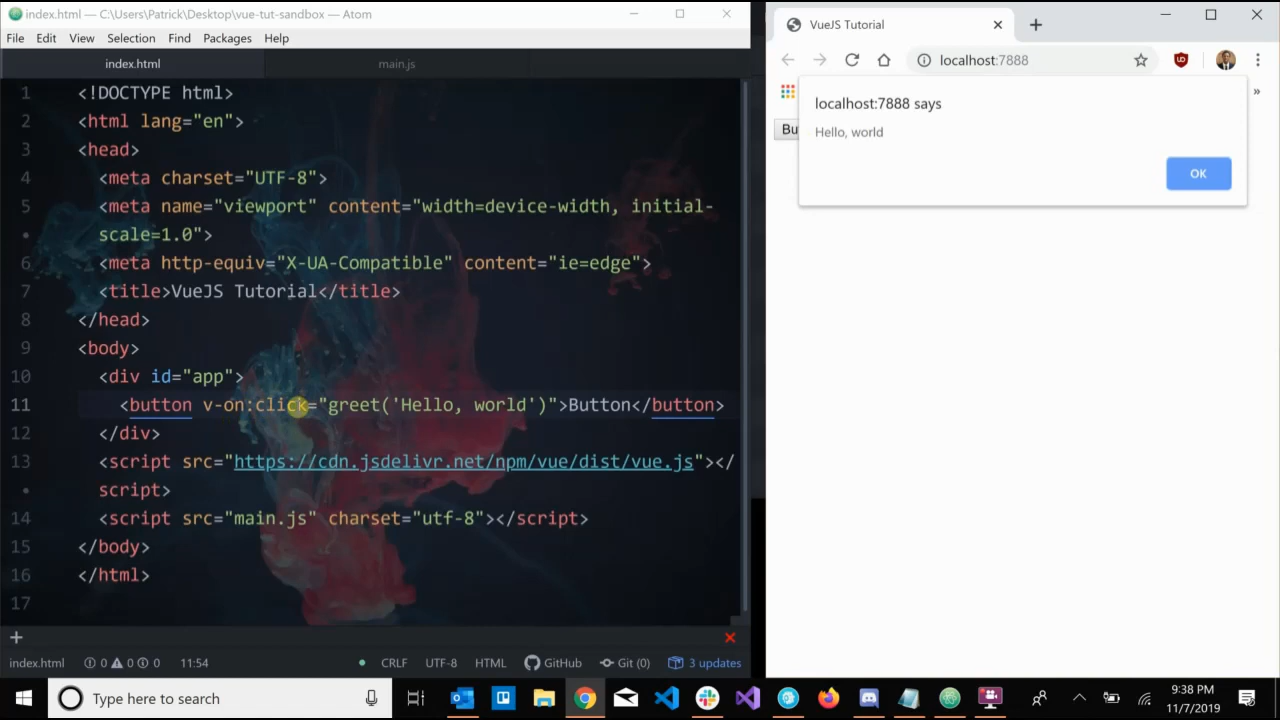 index.html — C:\Users\Patrick\Desktop\vue-tut-sandbox — Atom
File Edit View Selection Find Packages Help
index.html main.js
1 <!DOCTYPE html>
2 <html lang="en">
3 <head>
4 <meta charset="UTF-8">
5 <meta name="viewport" content="width=device-width, initial-
• scale=1.0">
6 <meta http-equiv="X-UA-Compatible" content="ie=edge">
7 <title>VueJS Tutorial</title>
8 </head>
9 <body>
10 <div id="app">
11 <button v-on:click="greet('Hello, world')">Button</button>
12 </div>
13 <script src="https://cdn.jsdelivr.net/npm/vue/dist/vue.js"></
• script>
14 <script src="main.js" charset="utf-8"></script>
15 </body>
16 </html>
17
index.html 0 0 0 11:54 CRLF UTF-8 HTML GitHub Git (0) 3 updates
VueJS Tutorial
localhost:7888
localhost:7888 says
Hello, world
OK
Bu
Type here to search
9:38 PM
11/7/2019